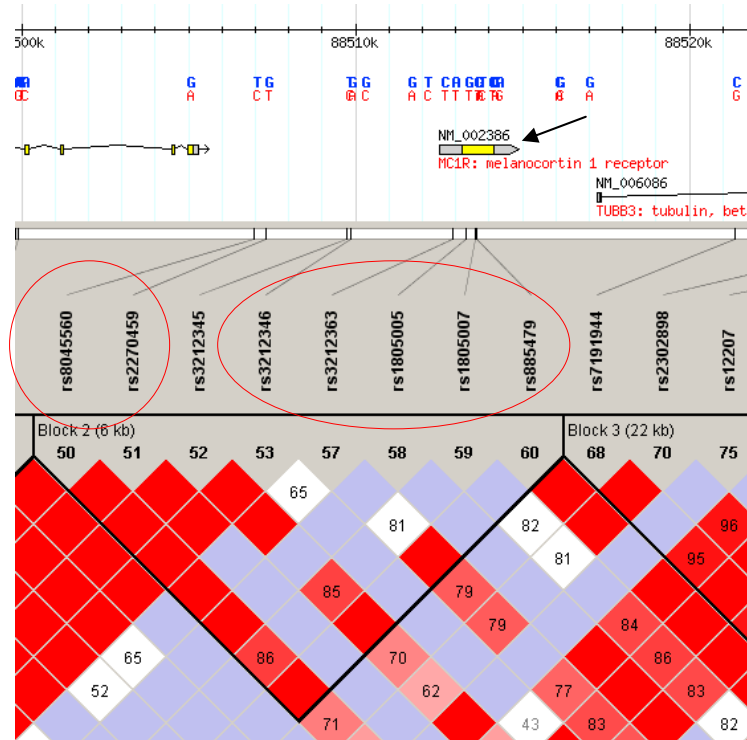 500k 88510k 88520k
G T G T G G T C A G G T G A G G C
A C T G A C A C T T T T C T G A A G
NM_002386
MC1R: melanocortin 1 receptor
NM_006086
TUBB3: tubulin, bet
rs8045560
rs2270459
rs3212345
rs3212346
rs3212363
rs1805005
rs1805007
rs885479
rs7191944
rs2302898
rs12207
Block 2 (6 kb) Block 3 (22 kb)
50 51 52 53 57 58 59 60 68 70 75
65
81 82 96
81 95
85 79
79 84
65 86 70 86
52 62 77 83
71 43 83 82